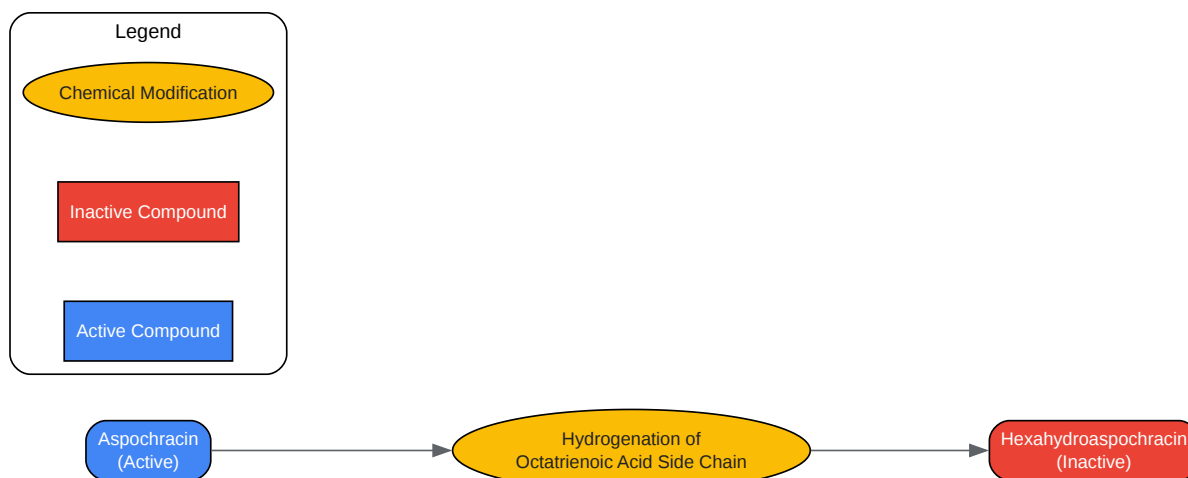 Legend
Chemical Modification
Inactive Compound
Active Compound
Aspochracin
(Active)
Hydrogenation of
Octatrienoic Acid Side Chain
Hexahydroaspochracin
(Inactive)